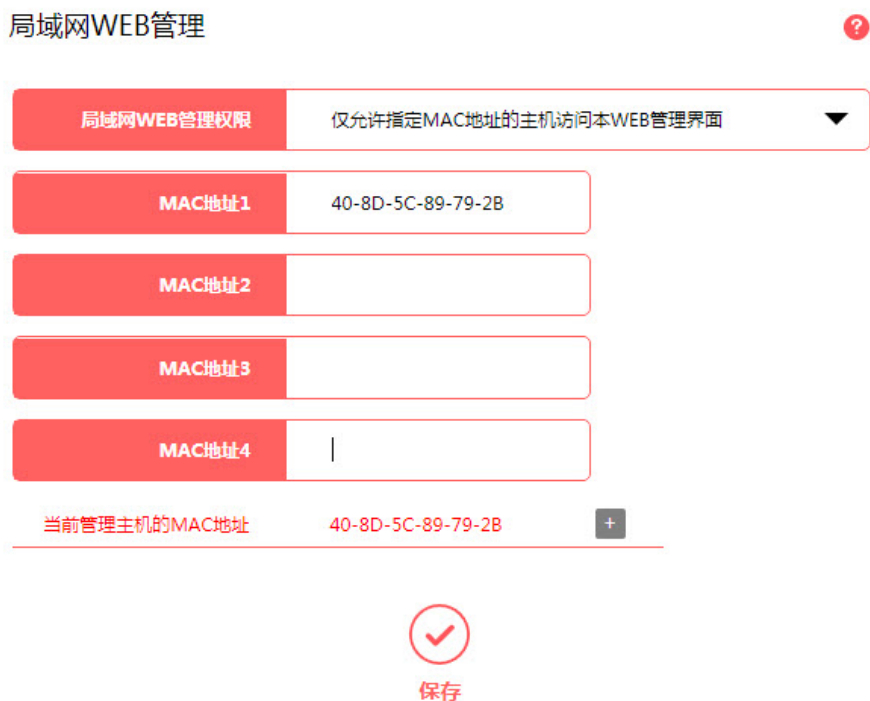 局域网WEB管理
?
局域网WEB管理权限 仅允许指定MAC地址的主机访问本WEB管理界面
MAC地址1 40-8D-5C-89-79-2B
MAC地址2
MAC地址3
MAC地址4
当前管理主机的MAC地址 40-8D-5C-89-79-2B +
保存